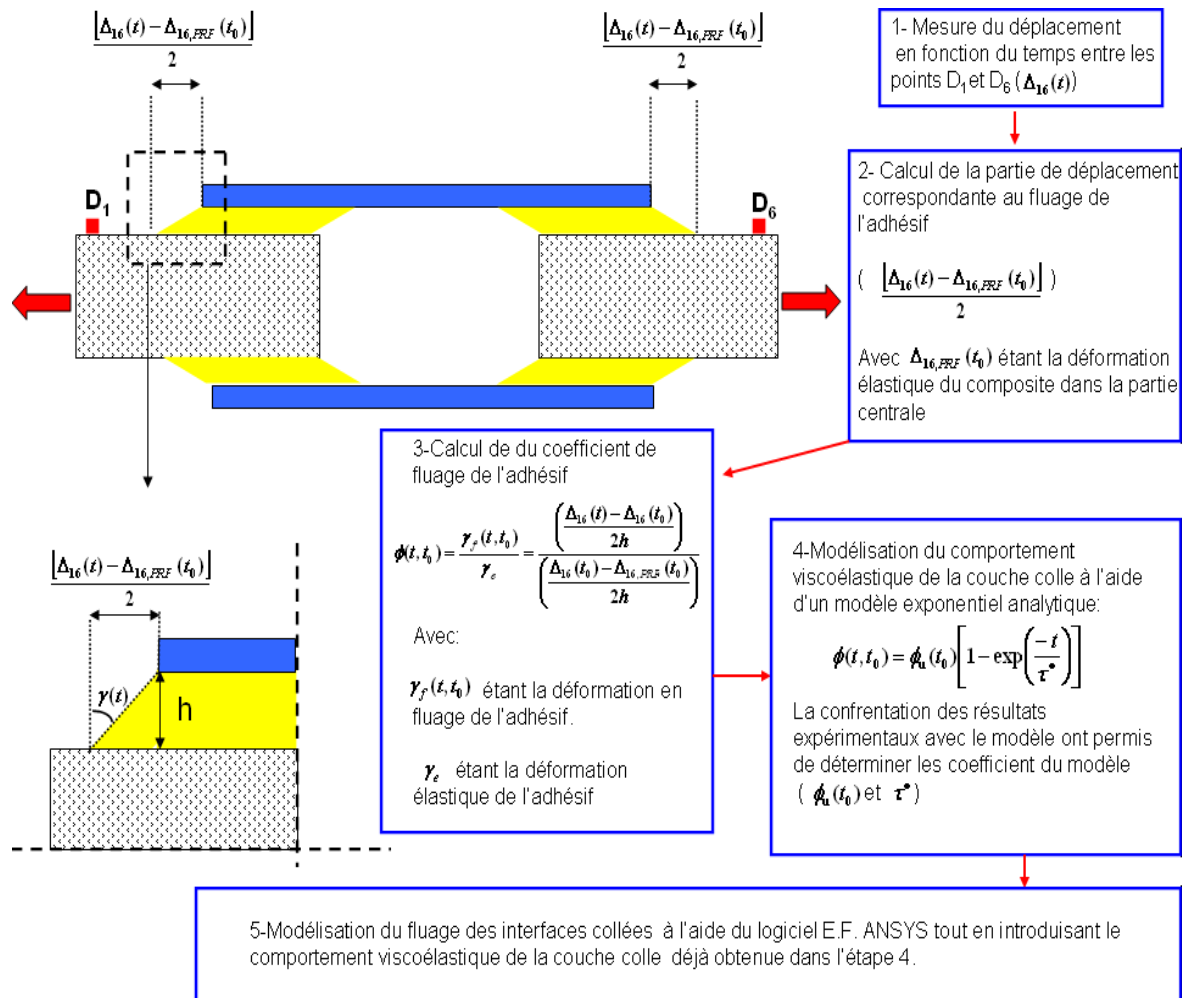 [Δ₁₆(t) − Δ₁₆,PRF(t₀)] / 2
[Δ₁₆(t) − Δ₁₆,PRF(t₀)] / 2
D₁
D₆
1- Mesure du déplacement
en fonction du temps entre les
points D₁ et D₆ (Δ₁₆(t))
2- Calcul de la partie de déplacement
correspondante au fluage de
l'adhésif
( [Δ₁₆(t) − Δ₁₆,PRF(t₀)] / 2 )
Avec Δ₁₆,PRF(t₀) étant la déformation
élastique du composite dans la partie
centrale
3-Calcul de du coefficient de
fluage de l'adhésif
ϕ(t,t₀) = γf(t,t₀) / γe = ((Δ₁₆(t) − Δ₁₆(t₀)) / 2h) / ((Δ₁₆(t₀) − Δ₁₆,PRF(t₀)) / 2h)
Avec:
γf(t,t₀) étant la déformation en
fluage de l'adhésif.
γe étant la déformation
élastique de l'adhésif
[Δ₁₆(t) − Δ₁₆,PRF(t₀)] / 2
γ(t)
h
4-Modélisation du comportement
viscoélastique de la couche colle à l'aide
d'un modèle exponentiel analytique:
ϕ(t,t₀) = ϕu(t₀)[1 − exp(−t / τ*)]
La confrentation des résultats
expérimentaux avec le modèle ont permis
de déterminer les coefficient du modèle
( ϕu(t₀) et τ* )
5-Modélisation du fluage des interfaces collées à l'aide du logiciel E.F. ANSYS tout en introduisant le
comportement viscoélastique de la couche colle déjà obtenue dans l'étape 4.